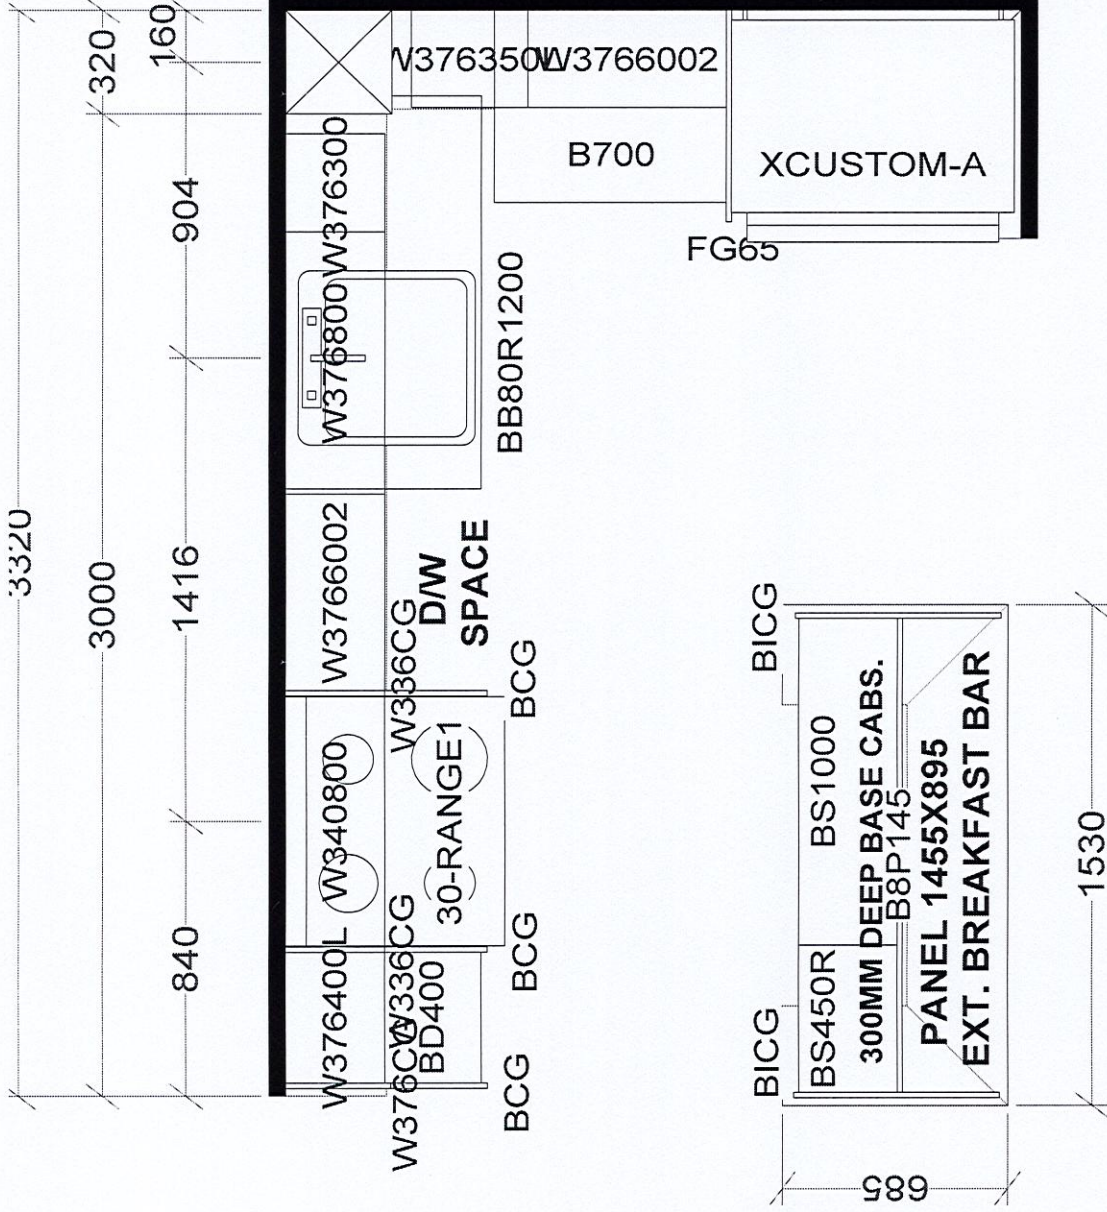 160
320
904
3320
3000
1416
840
W376350L
W3766002
B700
XCUSTOM-A
FG65
W376300
W376800
BB80R1200
W3766002
D/W
SPACE
W336CG
BCG
W340800
30-RANGE1
BCG
W376400L
W336CG
W376CG
BD400
BCG
BICG
BS1000
300MM DEEP BASE CABS.
B8P145
PANEL 1455X895
EXT. BREAKFAST BAR
BS450R
BICG
1530
685